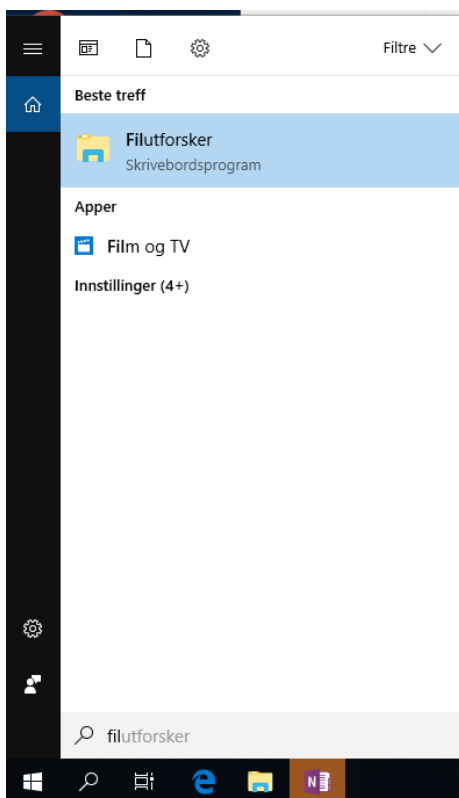 Filtre
Beste treff
Filutforsker
Skrivebordsprogram
Apper
Film og TV
Innstillinger (4+)
filutforsker
N